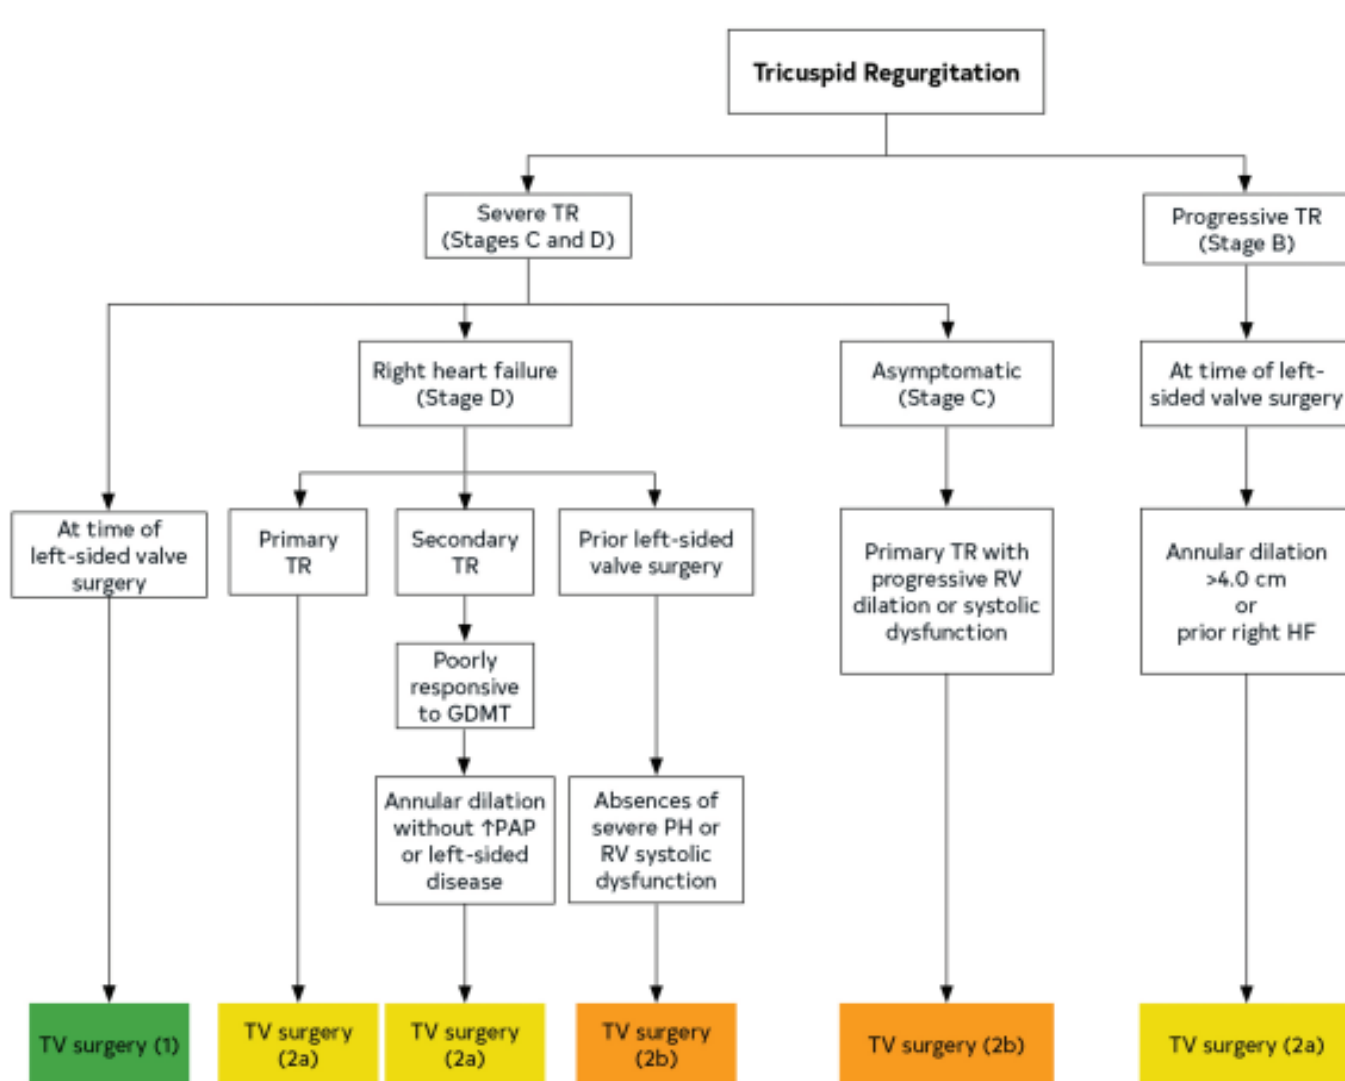 Tricuspid Regurgitation
Severe TR
(Stages C and D)
Progressive TR
(Stage B)
Right heart failure
(Stage D)
Asymptomatic
(Stage C)
At time of left-
sided valve surgery
At time of
left-sided valve
surgery
Primary
TR
Secondary
TR
Prior left-sided
valve surgery
Primary TR with
progressive RV
dilation or systolic
dysfunction
Annular dilation
>4.0 cm
or
prior right HF
Poorly
responsive
to GDMT
Annular dilation
without ↑PAP
or left-sided
disease
Absences of
severe PH or
RV systolic
dysfunction
TV surgery (1)
TV surgery
(2a)
TV surgery
(2a)
TV surgery
(2b)
TV surgery (2b)
TV surgery (2a)